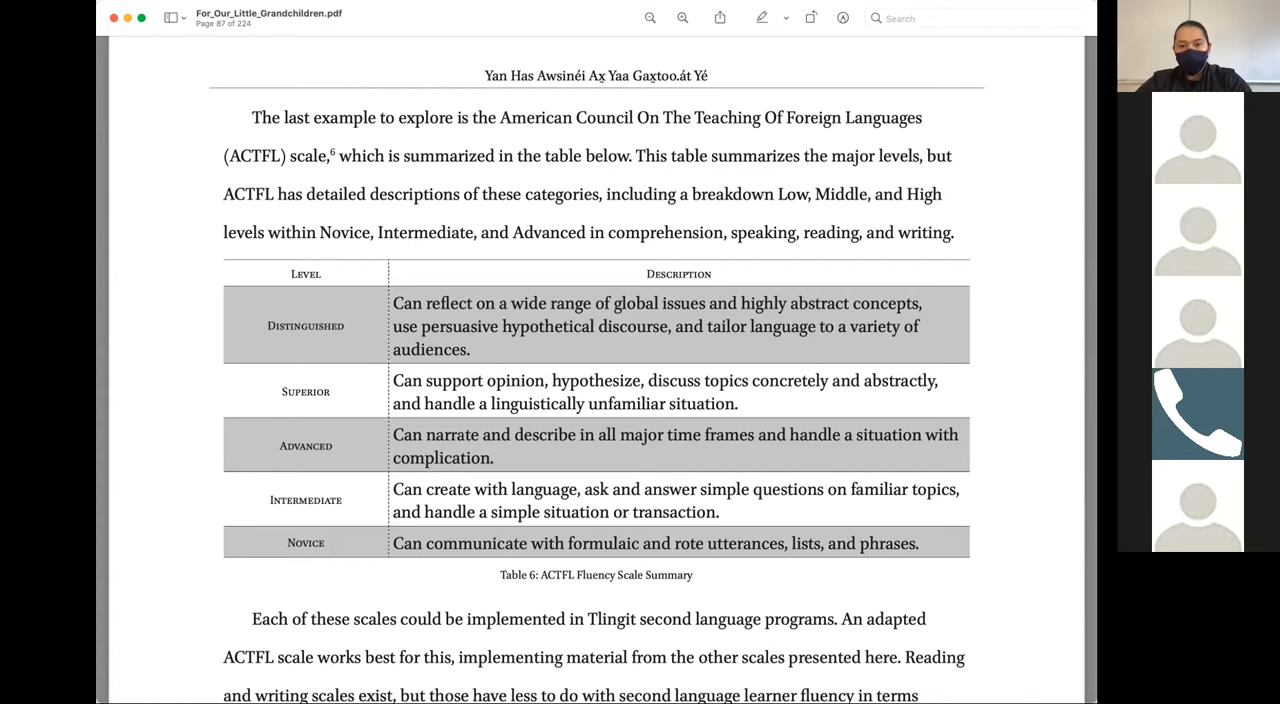 For_Our_Little_Grandchildren.pdf
Page 87 of 224
Search
Yan Has Awsinéi Ax̱ Yaa Gax̱too.át Yé
The last example to explore is the American Council On The Teaching Of Foreign Languages
(ACTFL) scale,⁶ which is summarized in the table below. This table summarizes the major levels, but
ACTFL has detailed descriptions of these categories, including a breakdown Low, Middle, and High
levels within Novice, Intermediate, and Advanced in comprehension, speaking, reading, and writing.
Level Description
Distinguished
Can reflect on a wide range of global issues and highly abstract concepts,
use persuasive hypothetical discourse, and tailor language to a variety of
audiences.
Superior
Can support opinion, hypothesize, discuss topics concretely and abstractly,
and handle a linguistically unfamiliar situation.
Advanced
Can narrate and describe in all major time frames and handle a situation with
complication.
Intermediate
Can create with language, ask and answer simple questions on familiar topics,
and handle a simple situation or transaction.
Novice
Can communicate with formulaic and rote utterances, lists, and phrases.
Table 6: ACTFL Fluency Scale Summary
Each of these scales could be implemented in Tlingit second language programs. An adapted
ACTFL scale works best for this, implementing material from the other scales presented here. Reading
and writing scales exist, but those have less to do with second language learner fluency in terms